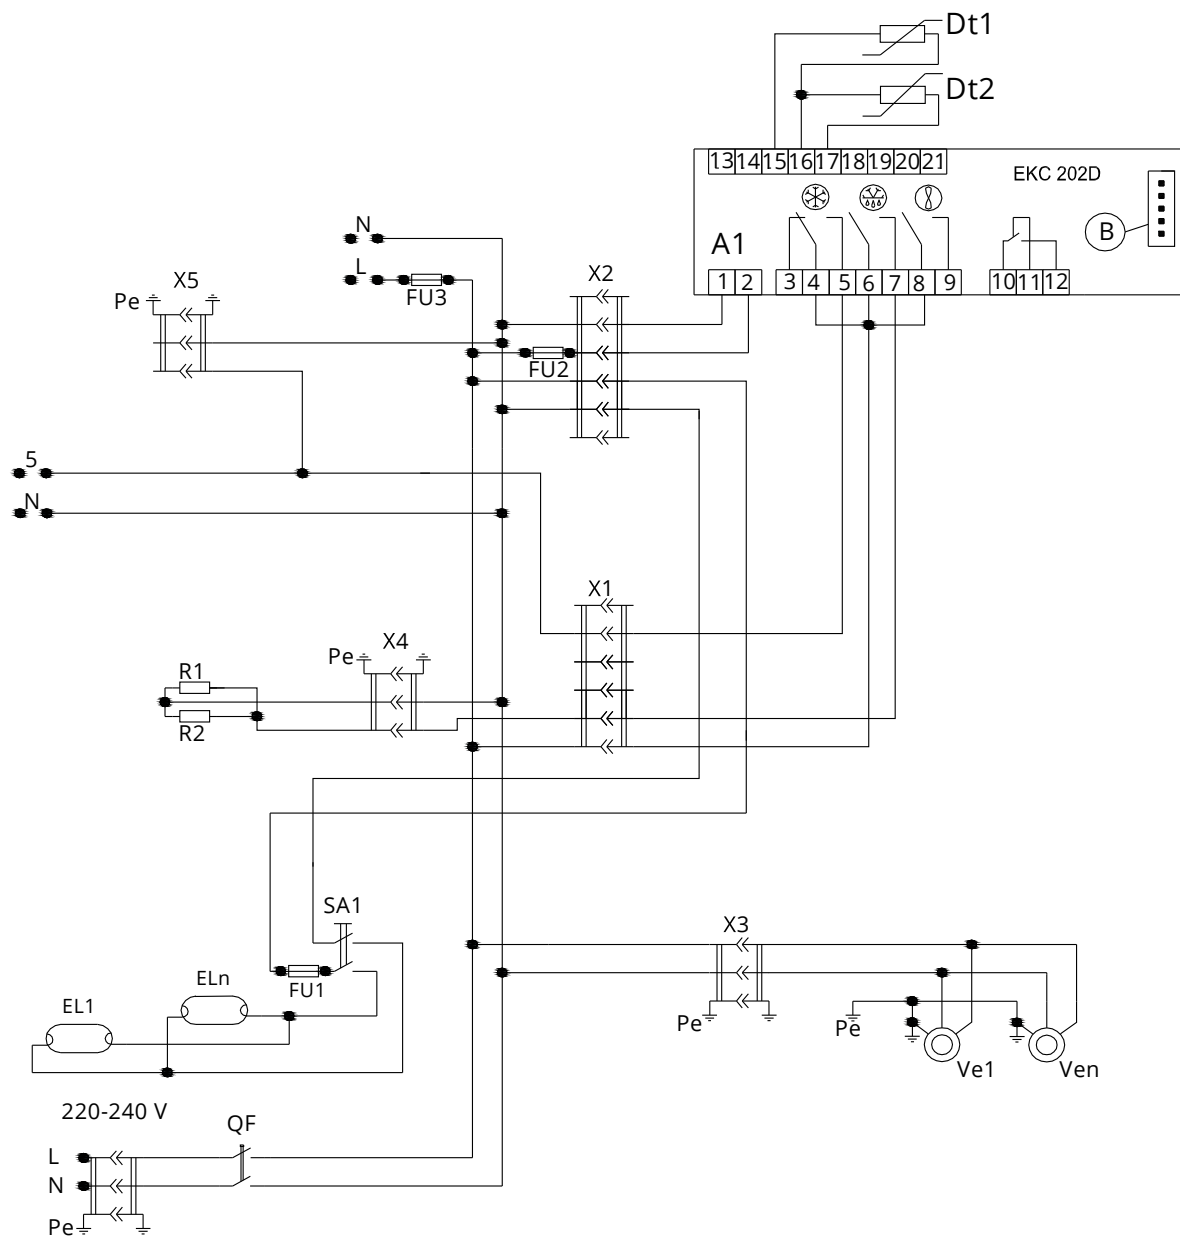 Dt1
Dt2
13 14 15 16 17 18 19 20 21
EKC 202D
A1
B
1 2 3 4 5 6 7 8 9 10 11 12
N
L
FU3
X5
Pe
X2
FU2
5
N
X1
X4
Pe
R1
R2
SA1
X3
FU1
ELn
EL1
Pe
Pe
Ve1
Ven
220-240 V
QF
L
N
Pe